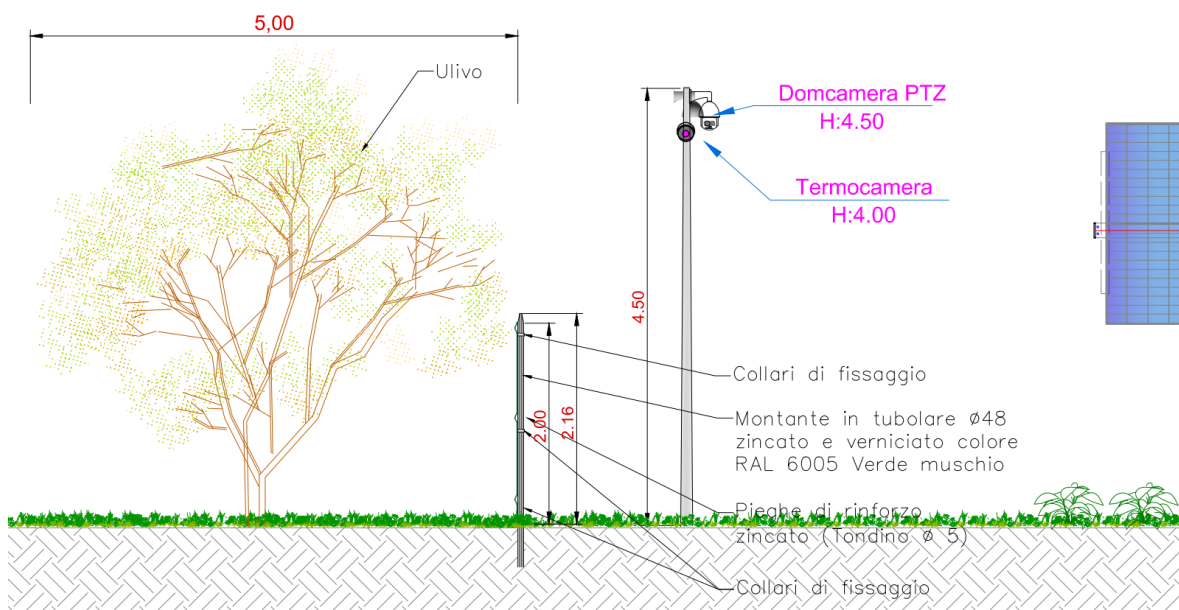 5,00
Ulivo
Domcamera PTZ
H:4.50
Termocamera
H:4.00
4.50
2.00
2.16
Collari di fissaggio
Montante in tubolare ø48
zincato e verniciato colore
RAL 6005 Verde muschio
Pieghe di rinforzo
zincato (Tondino ø 5)
Collari di fissaggio